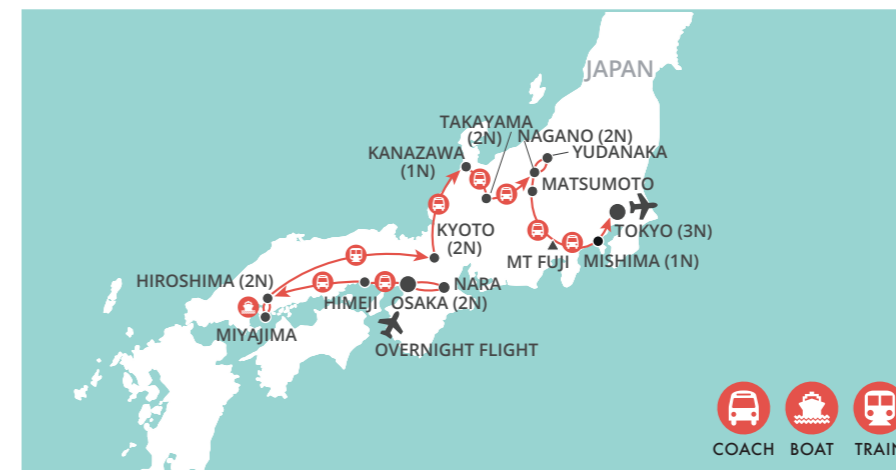 JAPAN
TAKAYAMA
(2N)
NAGANO (2N)
YUDANAKA
KANAZAWA
(1N)
MATSUMOTO
TOKYO (3N)
KYOTO
(2N)
MT FUJI
MISHIMA (1N)
HIROSHIMA (2N)
NARA
HIMEJI
OSAKA (2N)
MIYAJIMA
OVERNIGHT FLIGHT
COACH
BOAT
TRAIN